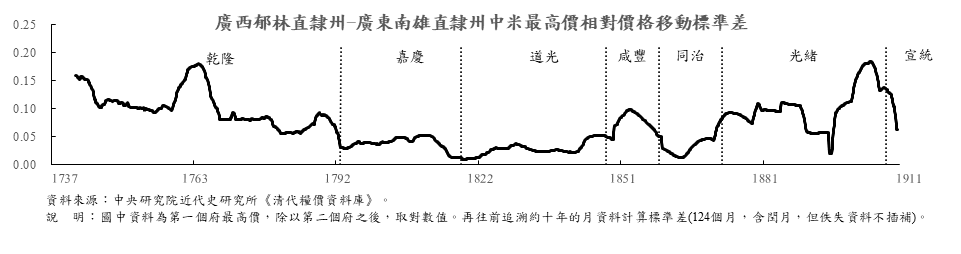 廣西郁林直隸州-廣東南雄直隸州中米最高價相對價格移動標準差
0.25
0.20
0.15
0.10
0.05
0.00
乾隆 嘉慶 道光 咸豐 同治 光緒 宣統
1737 1763 1792 1822 1851 1881 1911
資料來源：中央研究院近代史研究所《清代糧價資料庫》。
說　明：圖中資料為第一個府最高價，除以第二個府之後，取對數值。再往前追溯約十年的月資料計算標準差(124個月，含閏月，但佚失資料不插補)。